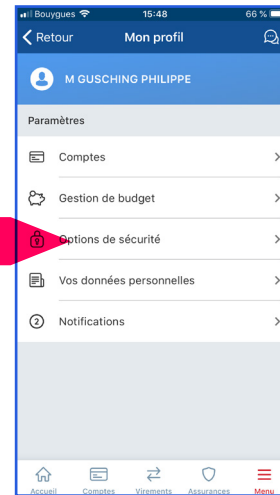 Bouygues 15:48 66 %
Retour Mon profil
M GUSCHING PHILIPPE
Paramètres
Comptes
Gestion de budget
Options de sécurité
Vos données personnelles
2 Notifications
Accueil Comptes Virements Assurances Menu